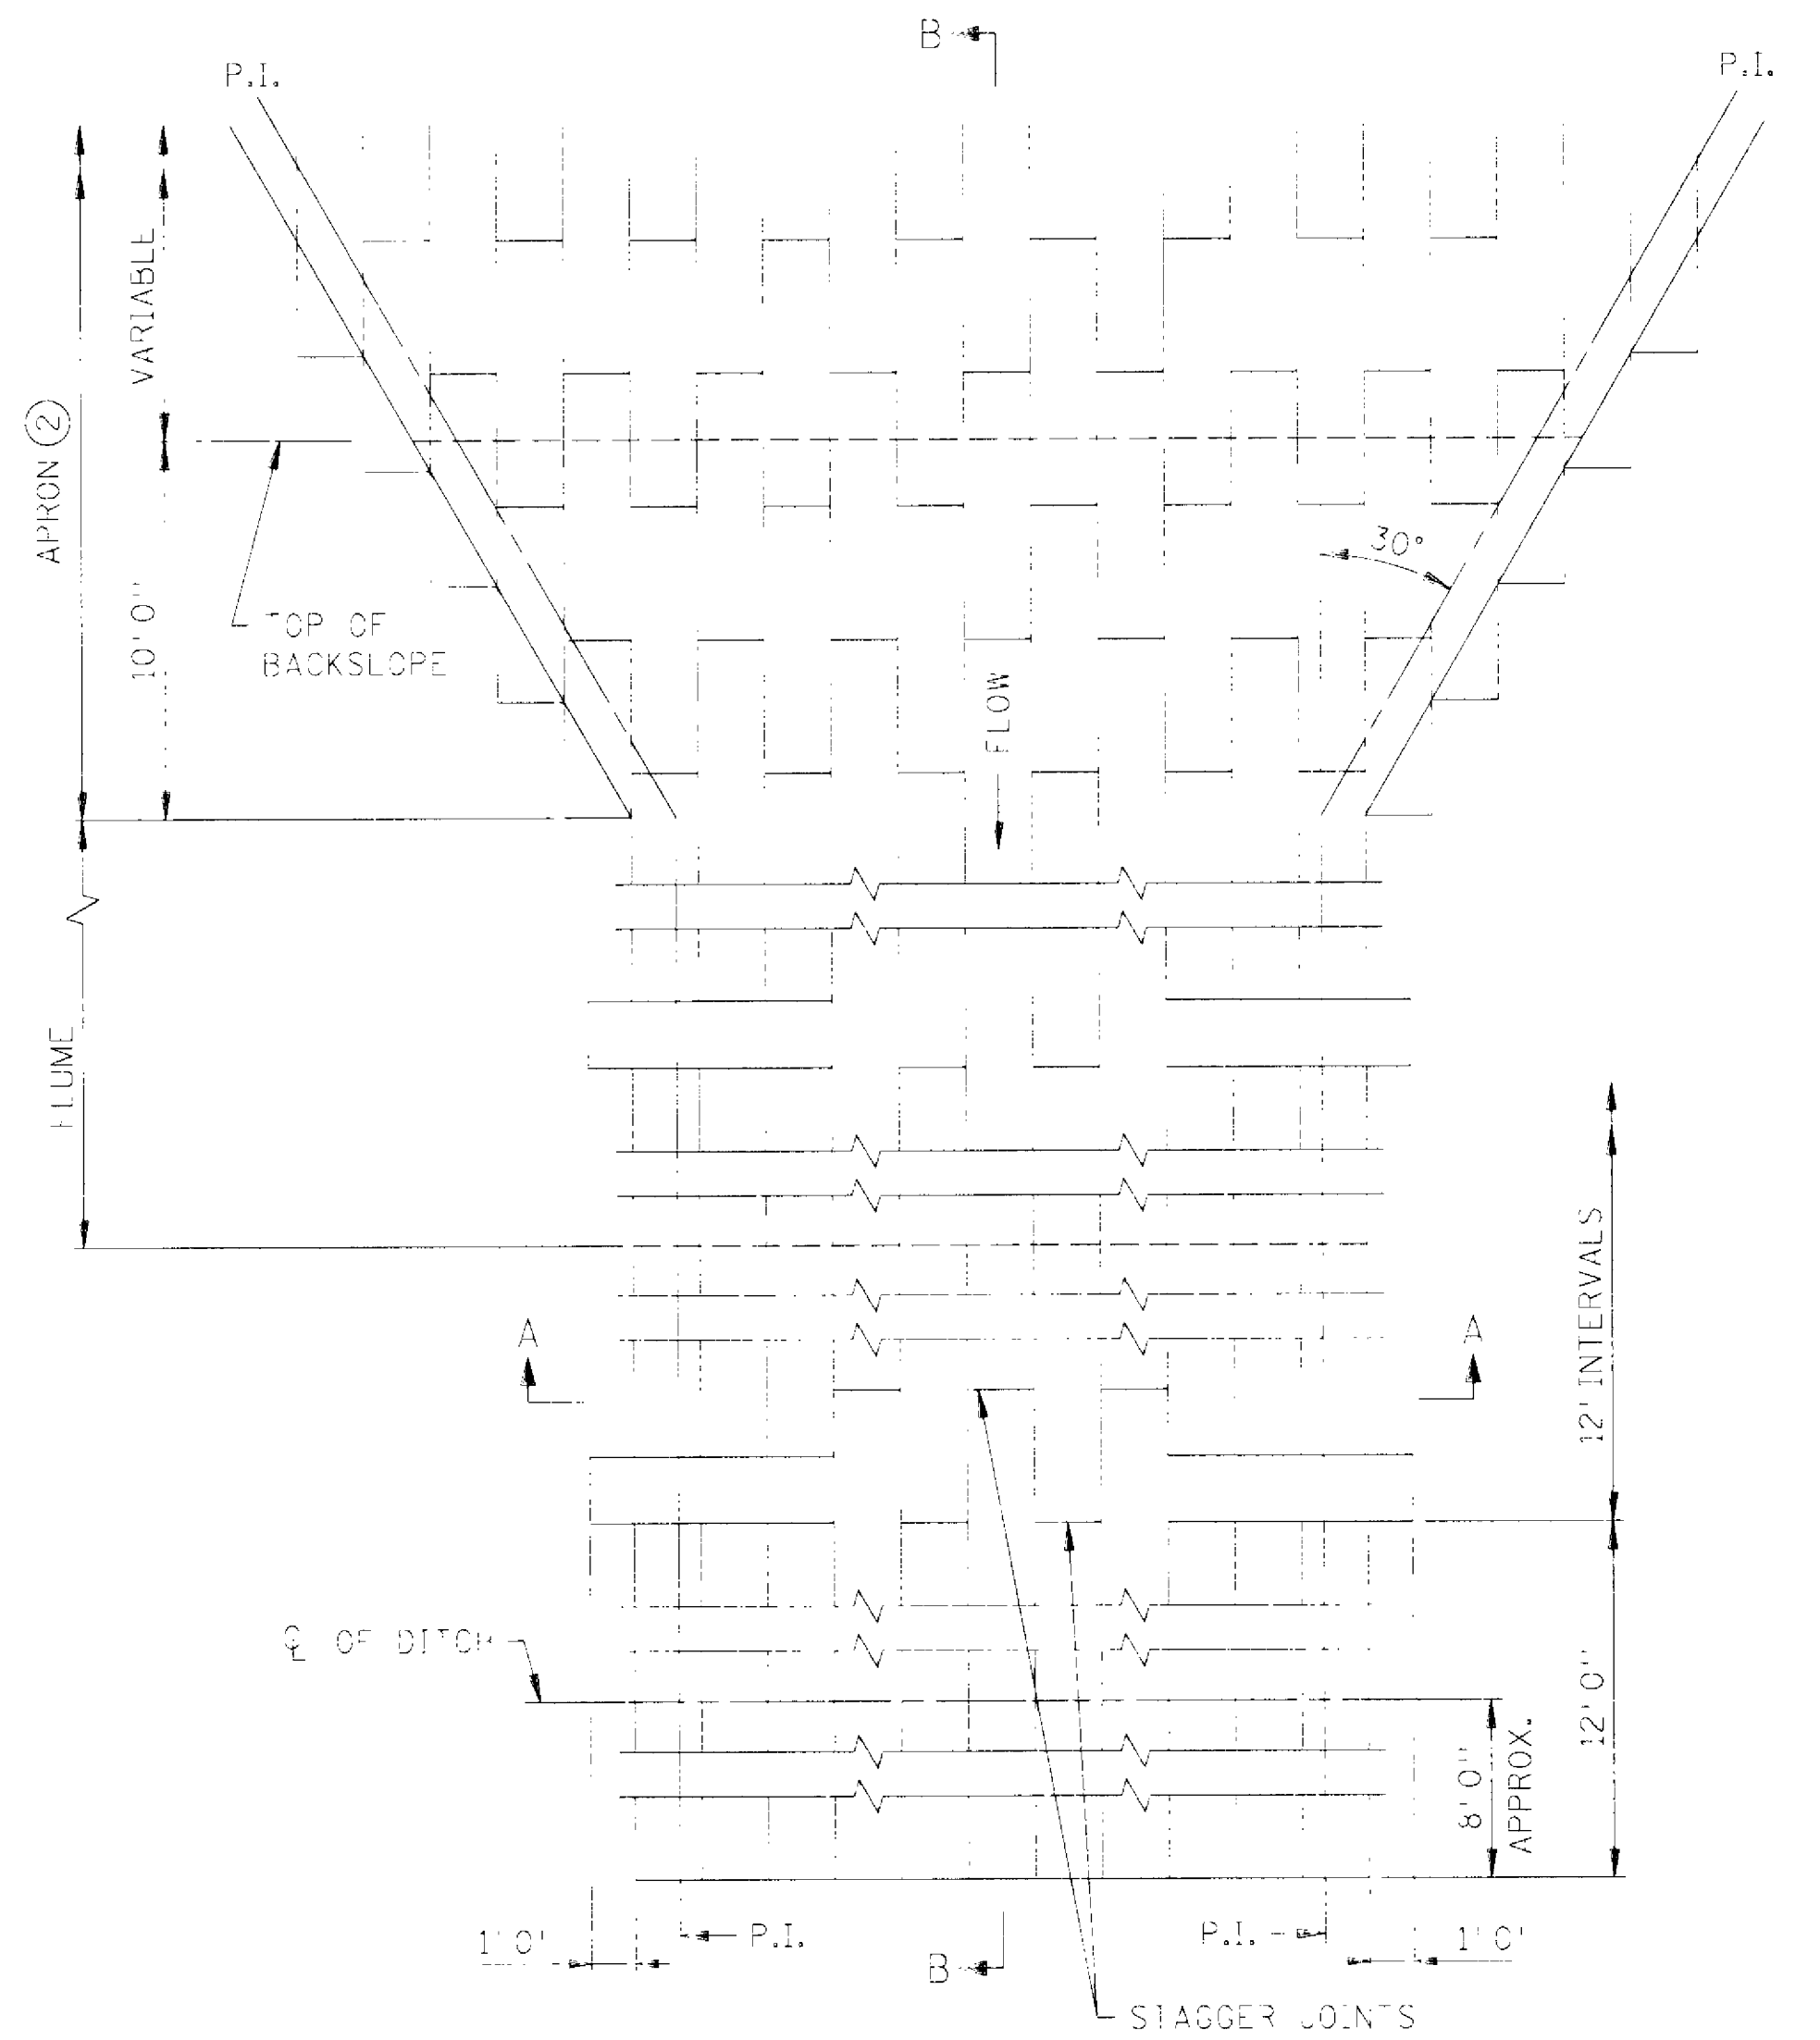 B
P.I.
P.I.
VARIABLE
APRON ②
30°
TOP OF
BACKSLOPE
10'0"
FLOW
FLUME
12' INTERVALS
A
A
℄ OF DITCH
12'0"
8'0"
APPROX.
1'0'
P.I.
P.I.
1'0'
B
STAGGER JOINTS